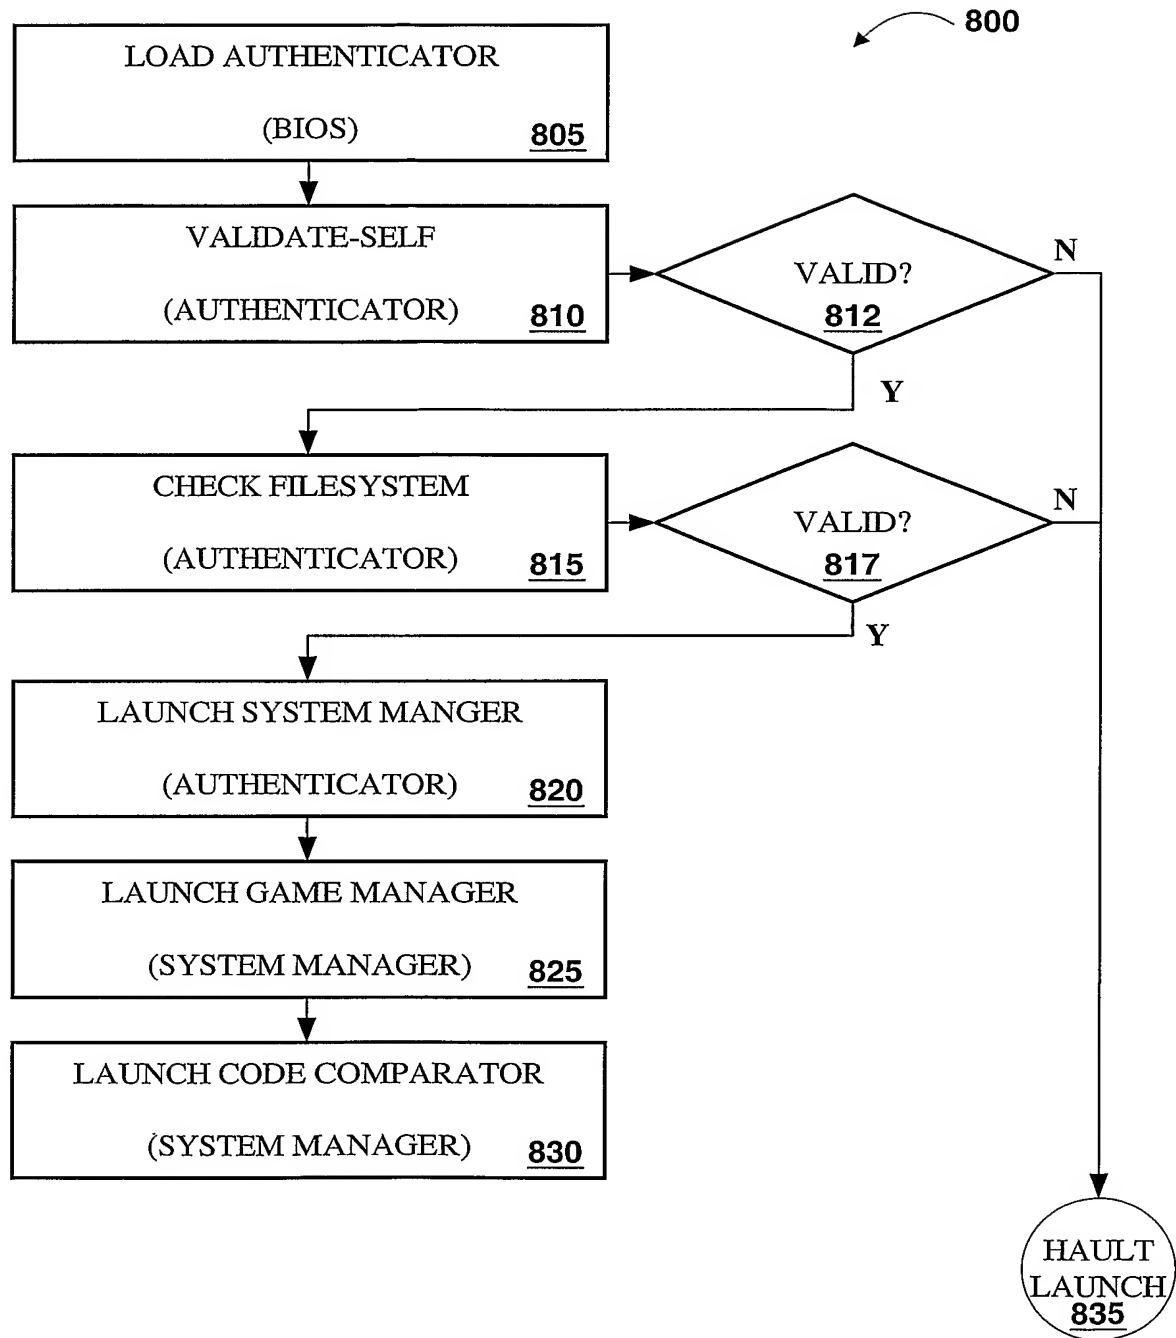 800
LOAD AUTHENTICATOR
(BIOS)
805
VALIDATE-SELF
(AUTHENTICATOR)
810
VALID?
812
N
Y
CHECK FILESYSTEM
(AUTHENTICATOR)
815
VALID?
817
N
Y
LAUNCH SYSTEM MANGER
(AUTHENTICATOR)
820
LAUNCH GAME MANAGER
(SYSTEM MANAGER)
825
LAUNCH CODE COMPARATOR
(SYSTEM MANAGER)
830
HAULT
LAUNCH
835